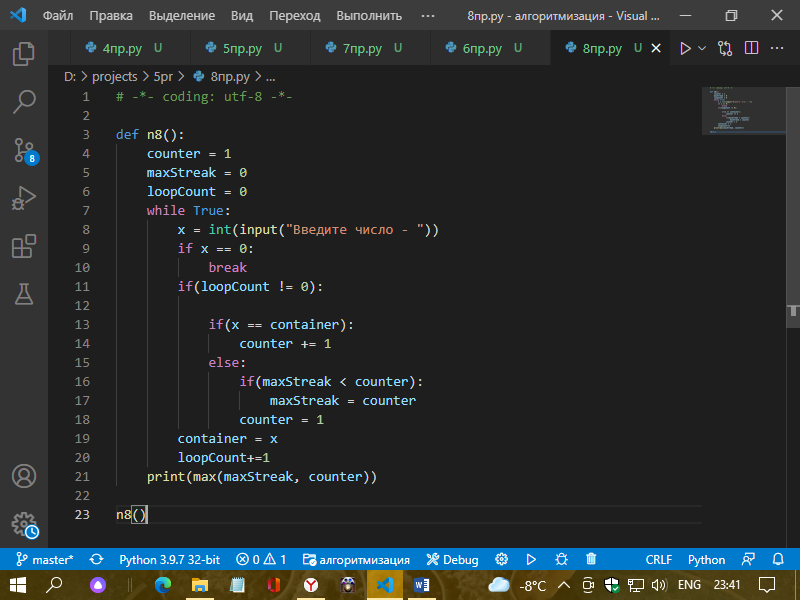 Файл Правка Выделение Вид Переход Выполнить ··· 8пр.py - алгоритмизация - Visual ...
4пр.py U 5пр.py U 7пр.py U 6пр.py U 8пр.py U
D: > projects > 5pr > 8пр.py > ...
1 # -*- coding: utf-8 -*-
2
3 def n8():
4 counter = 1
5 maxStreak = 0
6 loopCount = 0
7 while True:
8 x = int(input("Введите число - "))
9 if x == 0:
10 break
11 if(loopCount != 0):
12
13 if(x == container):
14 counter += 1
15 else:
16 if(maxStreak < counter):
17 maxStreak = counter
18 counter = 1
19 container = x
20 loopCount+=1
21 print(max(maxStreak, counter))
22
23 n8()
8
master* Python 3.9.7 32-bit 0 1 алгоритмизация Debug CRLF Python
-8°C ENG 23:41